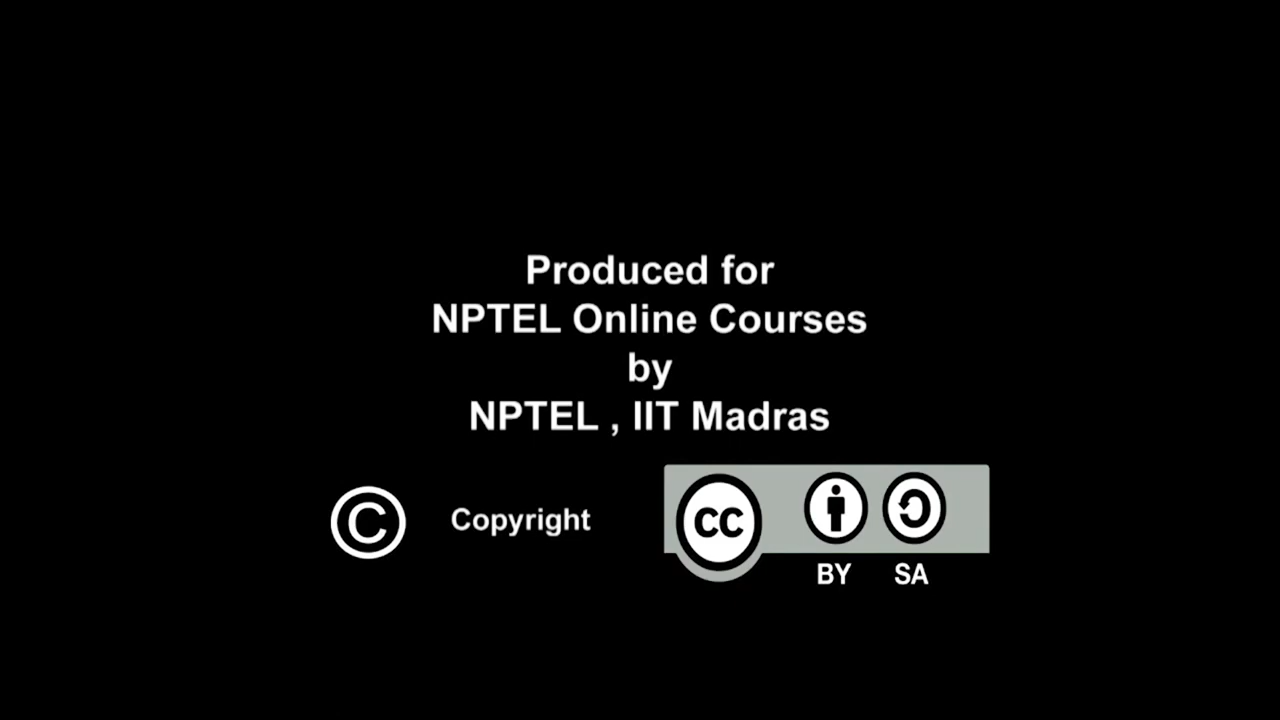 Produced for
NPTEL Online Courses
by
NPTEL , IIT Madras
© Copyright
cc
BY SA